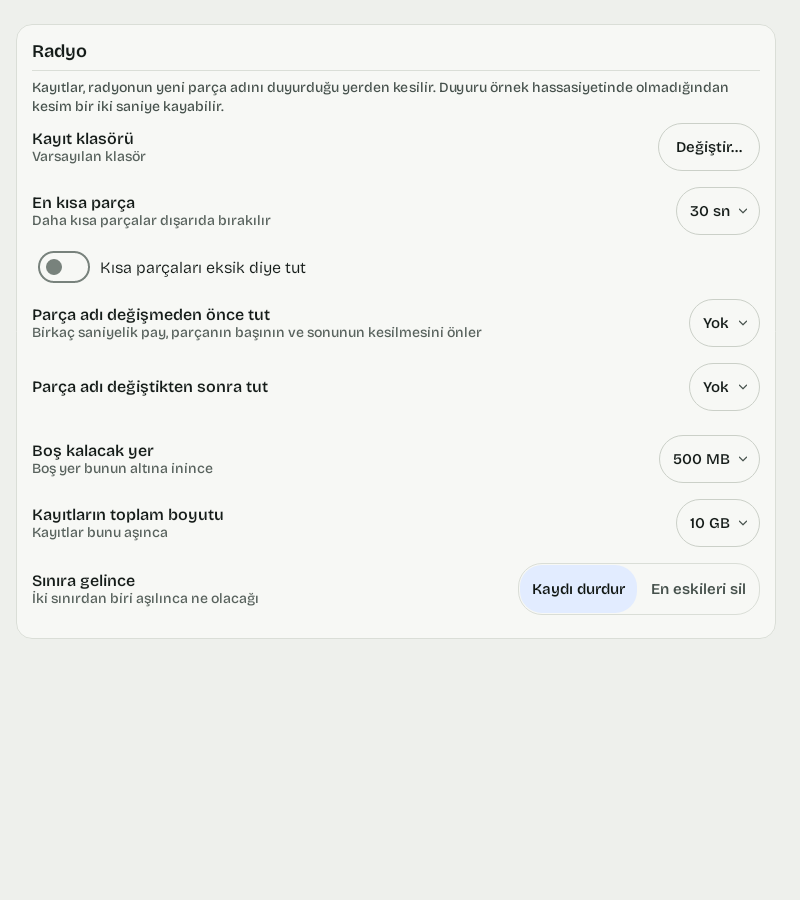 Radyo
Kayıtlar, radyonun yeni parça adını duyurduğu yerden kesilir. Duyuru örnek hassasiyetinde olmadığından
kesim bir iki saniye kayabilir.
Kayıt klasörü
Varsayılan klasör
Değiştir...
En kısa parça
Daha kısa parçalar dışarıda bırakılır
30 sn
Kısa parçaları eksik diye tut
Parça adı değişmeden önce tut
Birkaç saniyelik pay, parçanın başının ve sonunun kesilmesini önler
Yok
Parça adı değiştikten sonra tut
Yok
Boş kalacak yer
Boş yer bunun altına inince
500 MB
Kayıtların toplam boyutu
Kayıtlar bunu aşınca
10 GB
Sınıra gelince
İki sınırdan biri aşılınca ne olacağı
Kaydı durdur
En eskileri sil